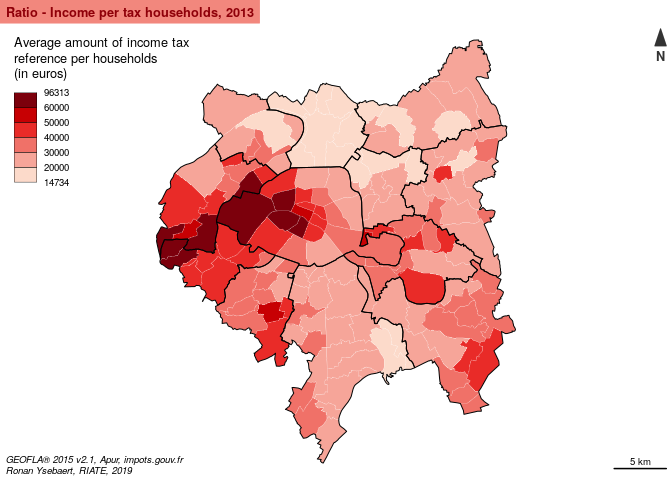 Ratio - Income per tax households, 2013
Average amount of income tax
reference per households
(in euros)
96313
60000
50000
40000
30000
20000
14734
N
5 km
GEOFLA® 2015 v2.1, Apur, impots.gouv.fr
Ronan Ysebaert, RIATE, 2019